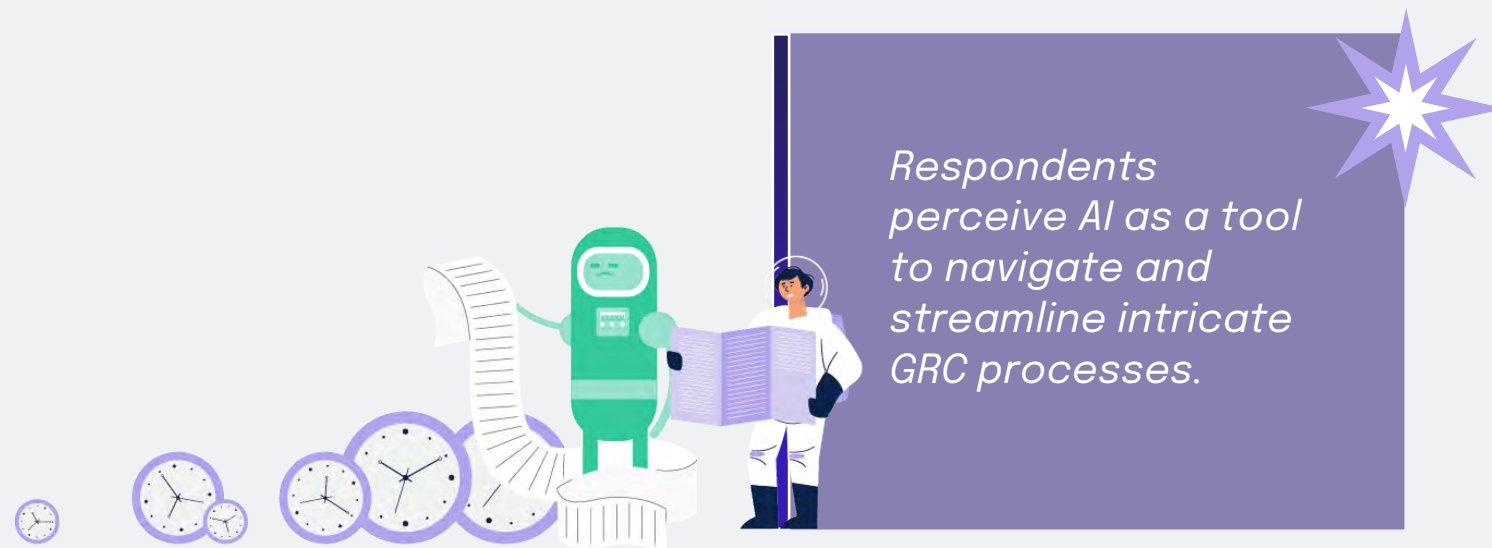 Respondents
perceive AI as a tool
to navigate and
streamline intricate
GRC processes.